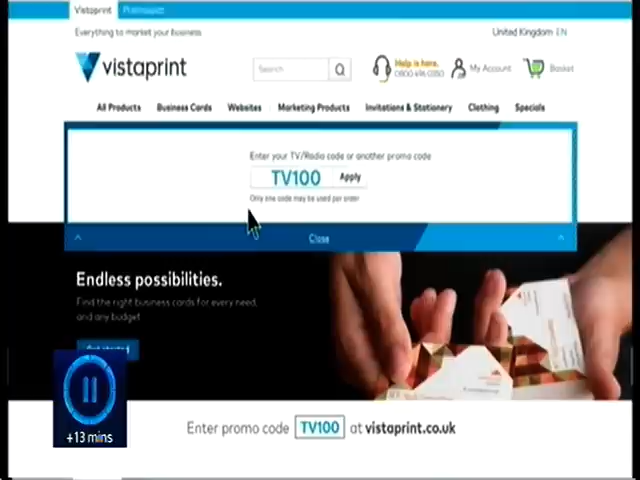 Vistaprint Promotique
Everything to market your business
United Kingdom EN
vistaprint
Search
Help is here.
0800 496 0350
My Account
Basket
All Products Business Cards Websites Marketing Products Invitations & Stationery Clothing Specials
Enter your TV/Radio code or another promo code
TV100 Apply
Only one code may be used per order
Close
Endless possibilities.
Find the right business cards for every need,
and any budget
Get started
+13 mins
Enter promo code TV100 at vistaprint.co.uk